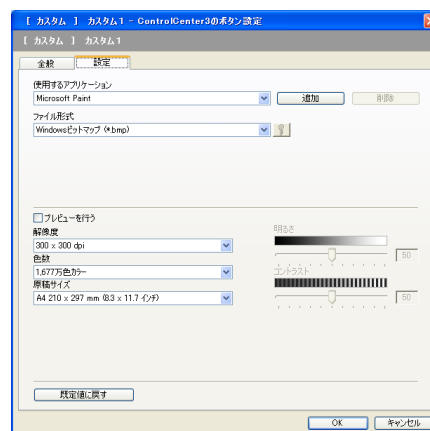 [ カスタム ] カスタム1 - ControlCenter3のボタン設定
[ カスタム ] カスタム1
全般
設定
使用するアプリケーション
Microsoft Paint
追加
削除
ファイル形式
Windowsビットマップ (*.bmp)
プレビューを行う
解像度
明るさ
300 x 300 dpi
50
色数
コントラスト
1,677万色カラー
50
原稿サイズ
A4 210 x 297 mm (8.3 x 11.7 インチ)
既定値に戻す
OK
キャンセル